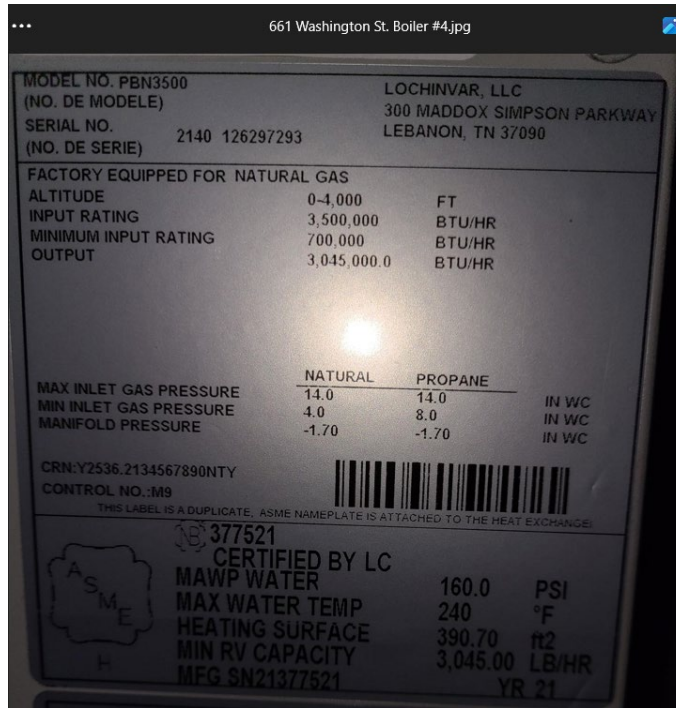 661 Washington St. Boiler #4.jpg
MODEL NO. PBN3500
(NO. DE MODELE)
LOCHINVAR, LLC
300 MADDOX SIMPSON PARKWAY
LEBANON, TN 37090
SERIAL NO. 2140 126297293
(NO. DE SERIE)
FACTORY EQUIPPED FOR NATURAL GAS
ALTITUDE 0-4,000 FT
INPUT RATING 3,500,000 BTU/HR
MINIMUM INPUT RATING 700,000 BTU/HR
OUTPUT 3,045,000.0 BTU/HR
NATURAL PROPANE
MAX INLET GAS PRESSURE 14.0 14.0 IN WC
MIN INLET GAS PRESSURE 4.0 8.0 IN WC
MANIFOLD PRESSURE -1.70 -1.70 IN WC
CRN:Y2536.2134567890NTY
CONTROL NO.:M9
THIS LABEL IS A DUPLICATE, ASME NAMEPLATE IS ATTACHED TO THE HEAT EXCHANGE
NB 377521
CERTIFIED BY LC
MAWP WATER 160.0 PSI
MAX WATER TEMP 240 °F
HEATING SURFACE 390.70 ft2
MIN RV CAPACITY 3,045.00 LB/HR
MFG SN21377521 YR 21
ASME
H